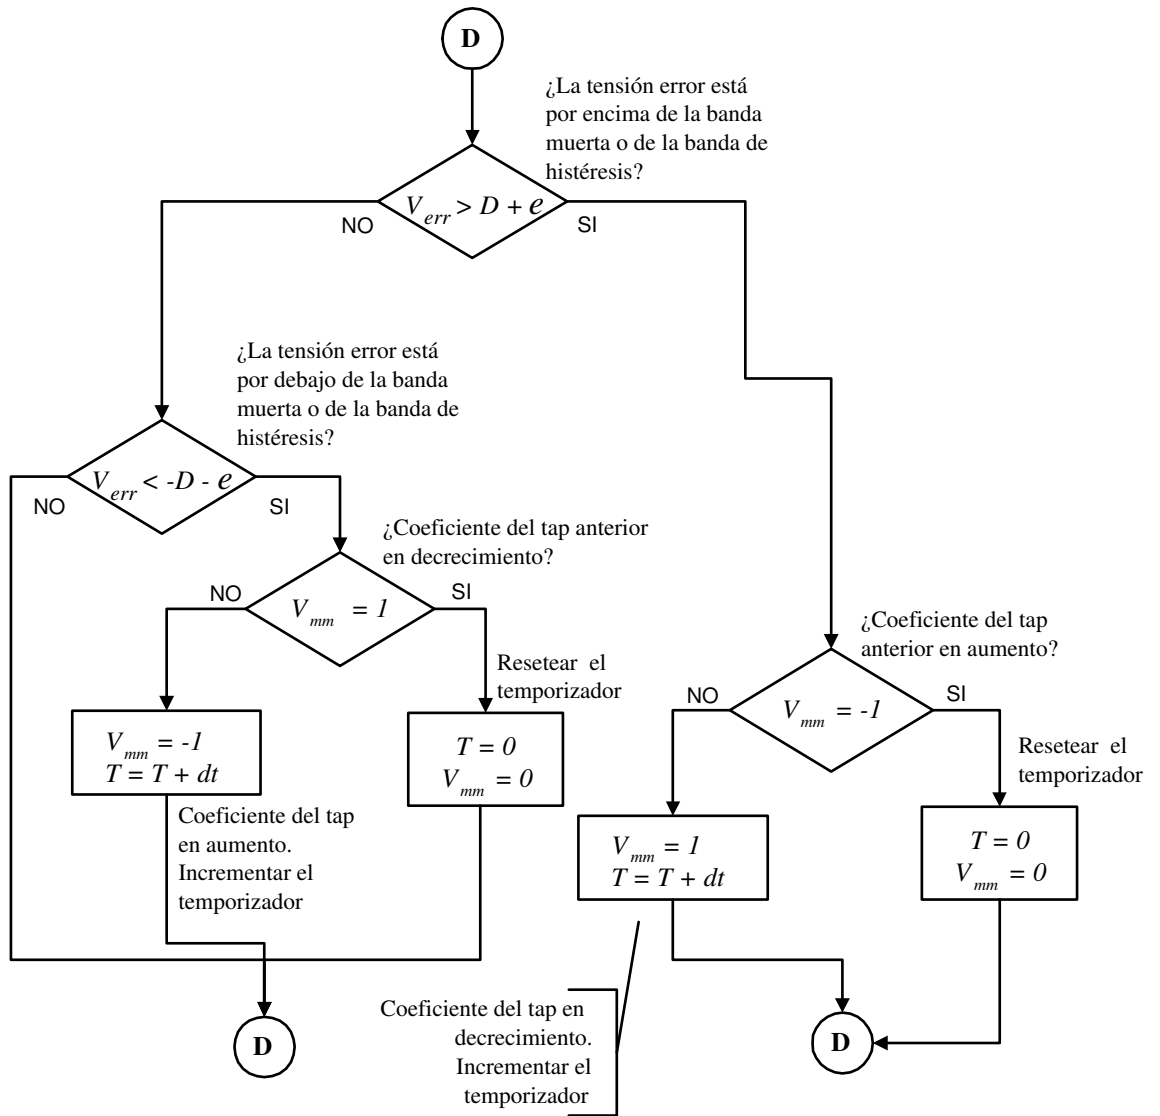 D
¿La tensión error está
por encima de la banda
muerta o de la banda de
histéresis?
V_err > D + e
NO
SI
¿La tensión error está
por debajo de la banda
muerta o de la banda de
histéresis?
V_err < -D - e
NO
SI
¿Coeficiente del tap anterior
en decrecimiento?
NO
SI
V_mm = 1
¿Coeficiente del tap
anterior en aumento?
Resetear el
temporizador
NO
SI
V_mm = -1
V_mm = -1
T = T + dt
T = 0
V_mm = 0
Resetear el
temporizador
Coeficiente del tap
en aumento.
Incrementar el
temporizador
V_mm = 1
T = T + dt
T = 0
V_mm = 0
Coeficiente del tap en
decrecimiento.
Incrementar el
temporizador
D
D